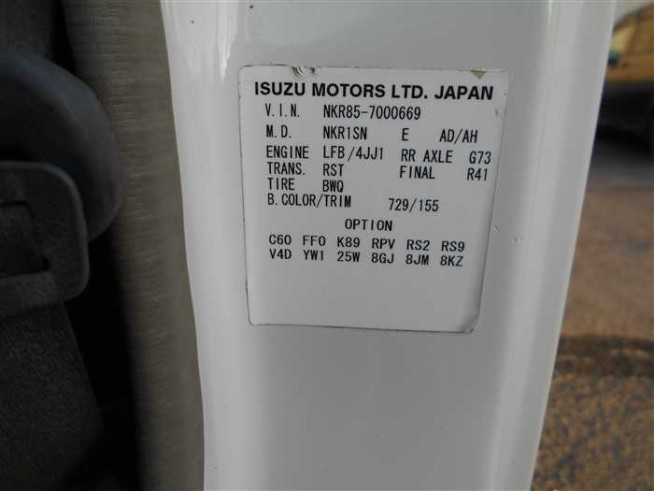 ISUZU MOTORS LTD. JAPAN
V.I.N. NKR85-7000669
M.D. NKR1SN E AD/AH
ENGINE LFB/4JJ1 RR AXLE G73
TRANS. RST FINAL R41
TIRE BWQ
B.COLOR/TRIM 729/155
OPTION
C60 FF0 K89 RPV RS2 RS9
V4D YW1 25W 8GJ 8JM 8KZ